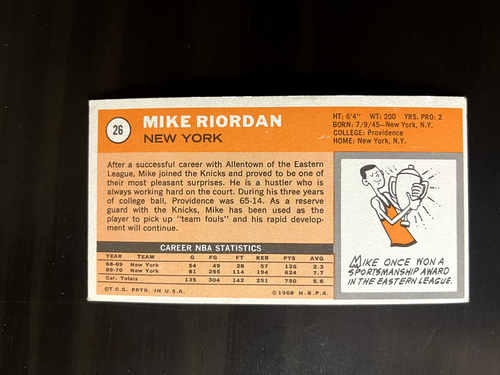 26
MIKE RIORDAN
NEW YORK
HT: 6'4" WT: 200 YRS. PRO: 2
BORN: 7/9/45—New York, N.Y.
COLLEGE: Providence
HOME: New York, N.Y.
After a successful career with Allentown of the Eastern
League, Mike joined the Knicks and proved to be one of
their most pleasant surprises. He is a hustler who is
always working hard on the court. During his three years
of college ball, Providence was 65-14. As a reserve
guard with the Knicks, Mike has been used as the
player to pick up "team fouls" and his rapid develop-
ment will continue.
CAREER NBA STATISTICS
YEAR TEAM G FG FT REB PTS AVG
68-69 New York 54 49 28 57 126 2.3
69-70 New York 81 255 114 194 624 7.7
Car. Totals 135 304 142 251 750 5.6
©T.C.G. PRTD. IN U.S.A. ©1968 N.B.P.A.
MIKE ONCE WON A
SPORTSMANSHIP AWARD
IN THE EASTERN LEAGUE.